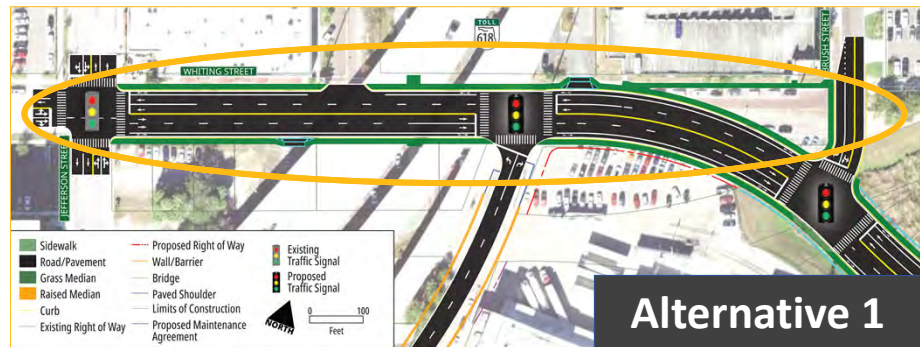 TOLL
618
WHITING STREET
BRUSH STREET
JEFFERSON STREET
Sidewalk
Road/Pavement
Grass Median
Raised Median
Curb
Existing Right of Way
Proposed Right of Way
Wall/Barrier
Bridge
Paved Shoulder
Limits of Construction
Proposed Maintenance
Agreement
Existing
Traffic Signal
Proposed
Traffic Signal
NORTH
0 100
Feet
Alternative 1